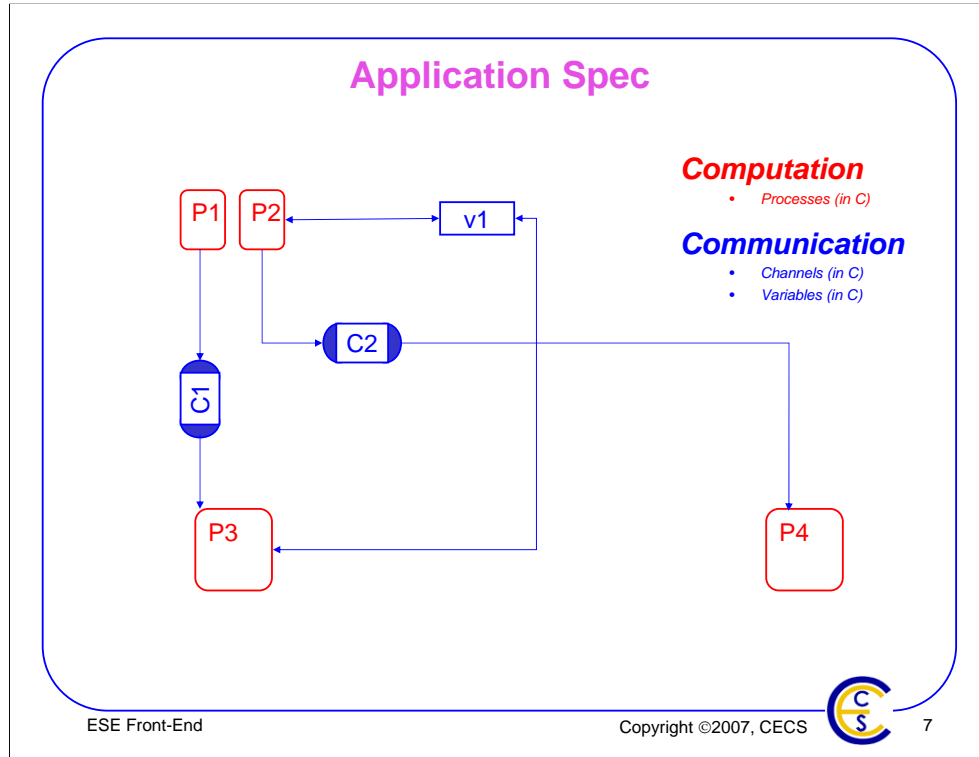 Application Spec
Computation
• Processes (in C)
P1
P2
v1
Communication
• Channels (in C)
• Variables (in C)
C2
C1
P3
P4
ESE Front-End
Copyright ©2007, CECS
C
S
7